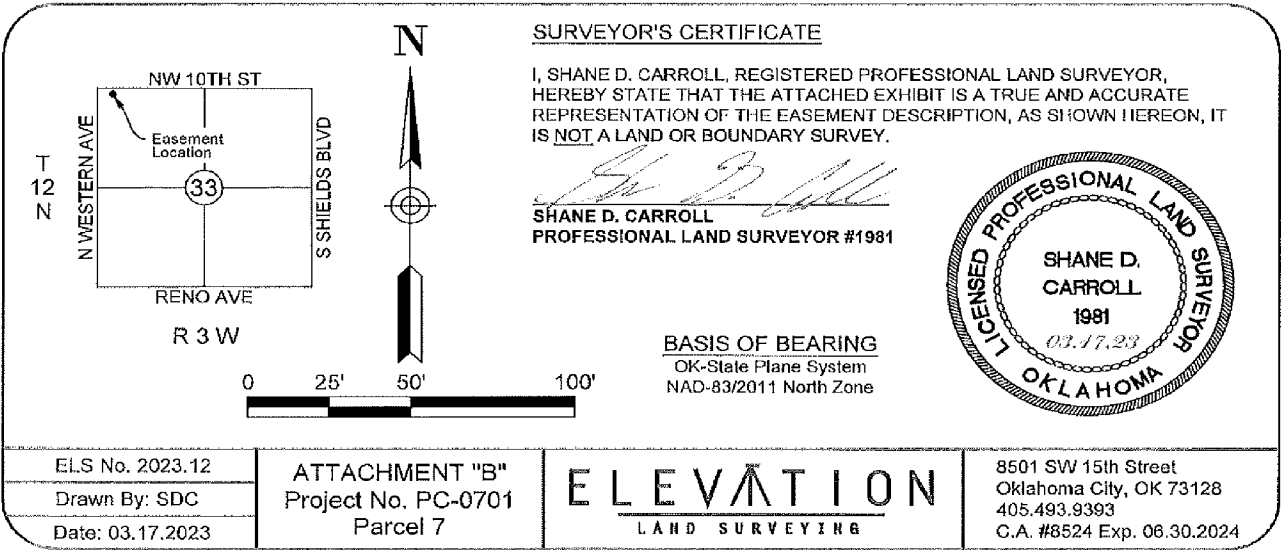 NW 10TH ST
N WESTERN AVE
Easement
Location
33
S SHIELDS BLVD
T
12
N
RENO AVE
R 3 W
N
0 25' 50' 100'
SURVEYOR'S CERTIFICATE
I, SHANE D. CARROLL, REGISTERED PROFESSIONAL LAND SURVEYOR,
HEREBY STATE THAT THE ATTACHED EXHIBIT IS A TRUE AND ACCURATE
REPRESENTATION OF THE EASEMENT DESCRIPTION, AS SHOWN HEREON, IT
IS NOT A LAND OR BOUNDARY SURVEY.
SHANE D. CARROLL
PROFESSIONAL LAND SURVEYOR #1981
BASIS OF BEARING
OK-State Plane System
NAD-83/2011 North Zone
LICENSED PROFESSIONAL LAND SURVEYOR
SHANE D.
CARROLL
1981
03.17.23
OKLAHOMA
ELS No. 2023.12
Drawn By: SDC
Date: 03.17.2023
ATTACHMENT "B"
Project No. PC-0701
Parcel 7
ELEVATION
LAND SURVEYING
8501 SW 15th Street
Oklahoma City, OK 73128
405.493.9393
C.A. #8524 Exp. 06.30.2024